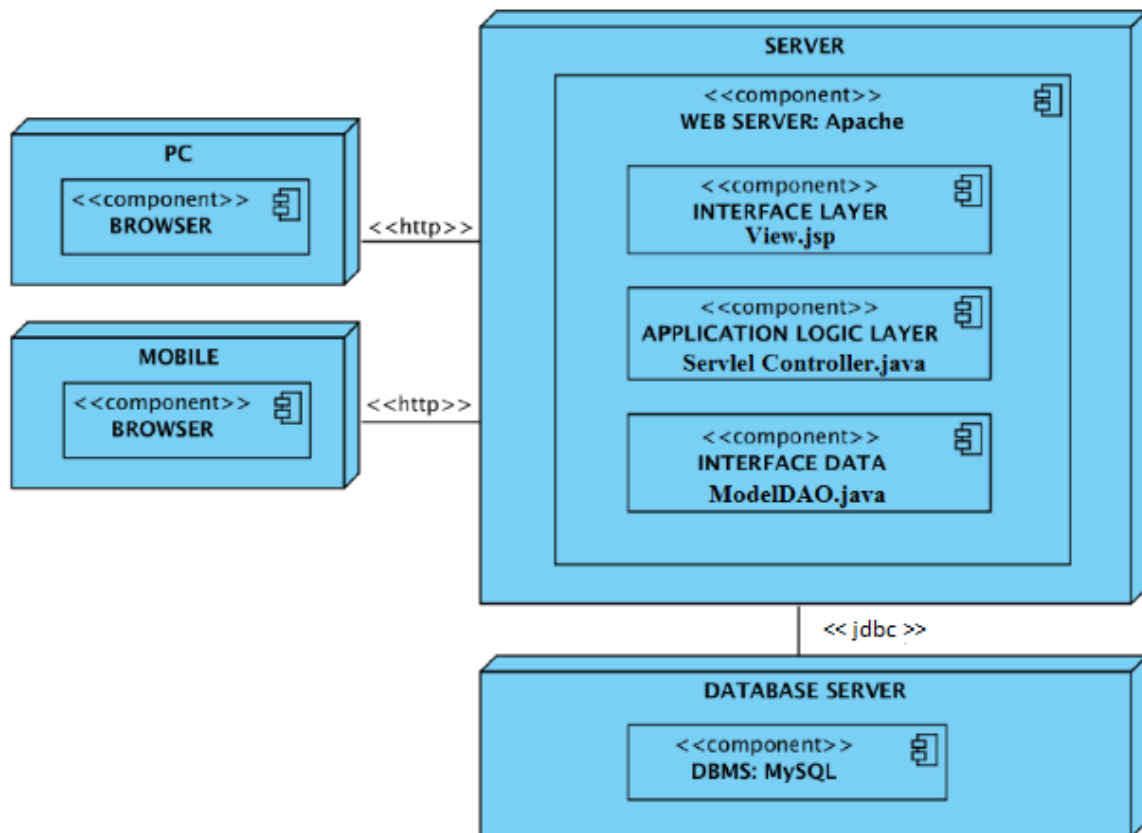 SERVER
<<component>>
WEB SERVER: Apache
<<component>>
INTERFACE LAYER
View.jsp
<<component>>
APPLICATION LOGIC LAYER
Servlel Controller.java
<<component>>
INTERFACE DATA
ModelDAO.java
PC
<<component>>
BROWSER
<<http>>
MOBILE
<<component>>
BROWSER
<<http>>
<< jdbc >>
DATABASE SERVER
<<component>>
DBMS: MySQL